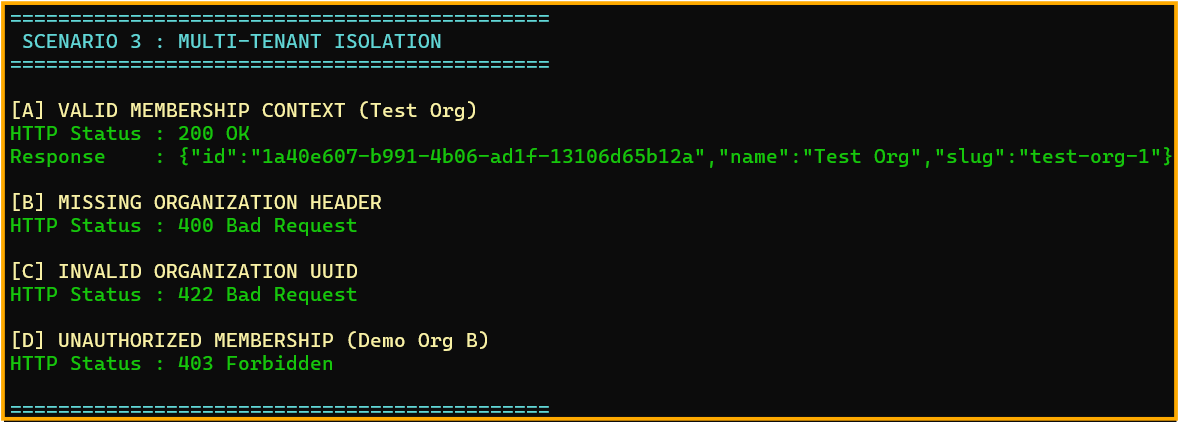 =============================================
SCENARIO 3 : MULTI-TENANT ISOLATION
=============================================
[A] VALID MEMBERSHIP CONTEXT (Test Org)
HTTP Status : 200 OK
Response    : {"id":"1a40e607-b991-4b06-ad1f-13106d65b12a","name":"Test Org","slug":"test-org-1"}
[B] MISSING ORGANIZATION HEADER
HTTP Status : 400 Bad Request
[C] INVALID ORGANIZATION UUID
HTTP Status : 422 Bad Request
[D] UNAUTHORIZED MEMBERSHIP (Demo Org B)
HTTP Status : 403 Forbidden
=============================================